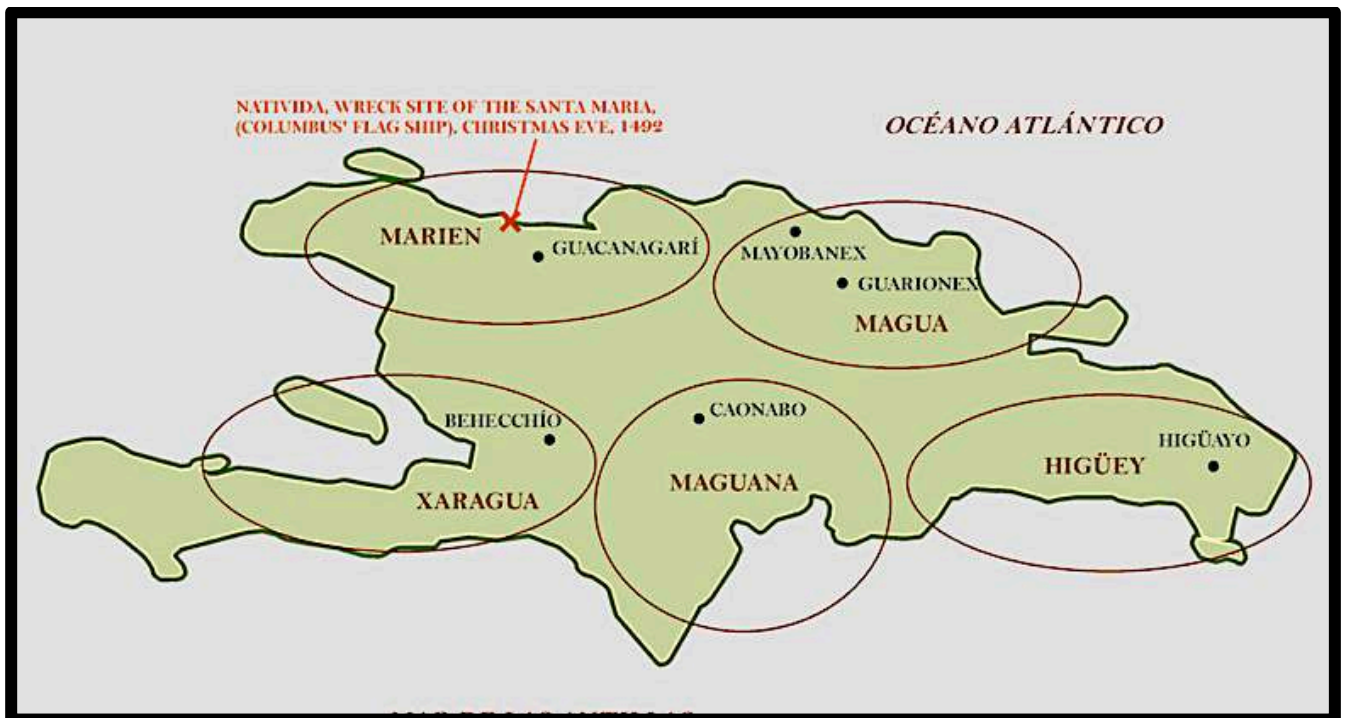 NATIVIDA, WRECK SITE OF THE SANTA MARIA,
(COLUMBUS' FLAG SHIP), CHRISTMAS EVE, 1492
OCÉANO ATLÁNTICO
MARIEN
GUACANAGARÍ
MAYOBANEX
GUARIONEX
MAGUA
BEHECCHÍO
CAONABO
HIGÜAYO
HIGÜEY
MAGUANA
XARAGUA